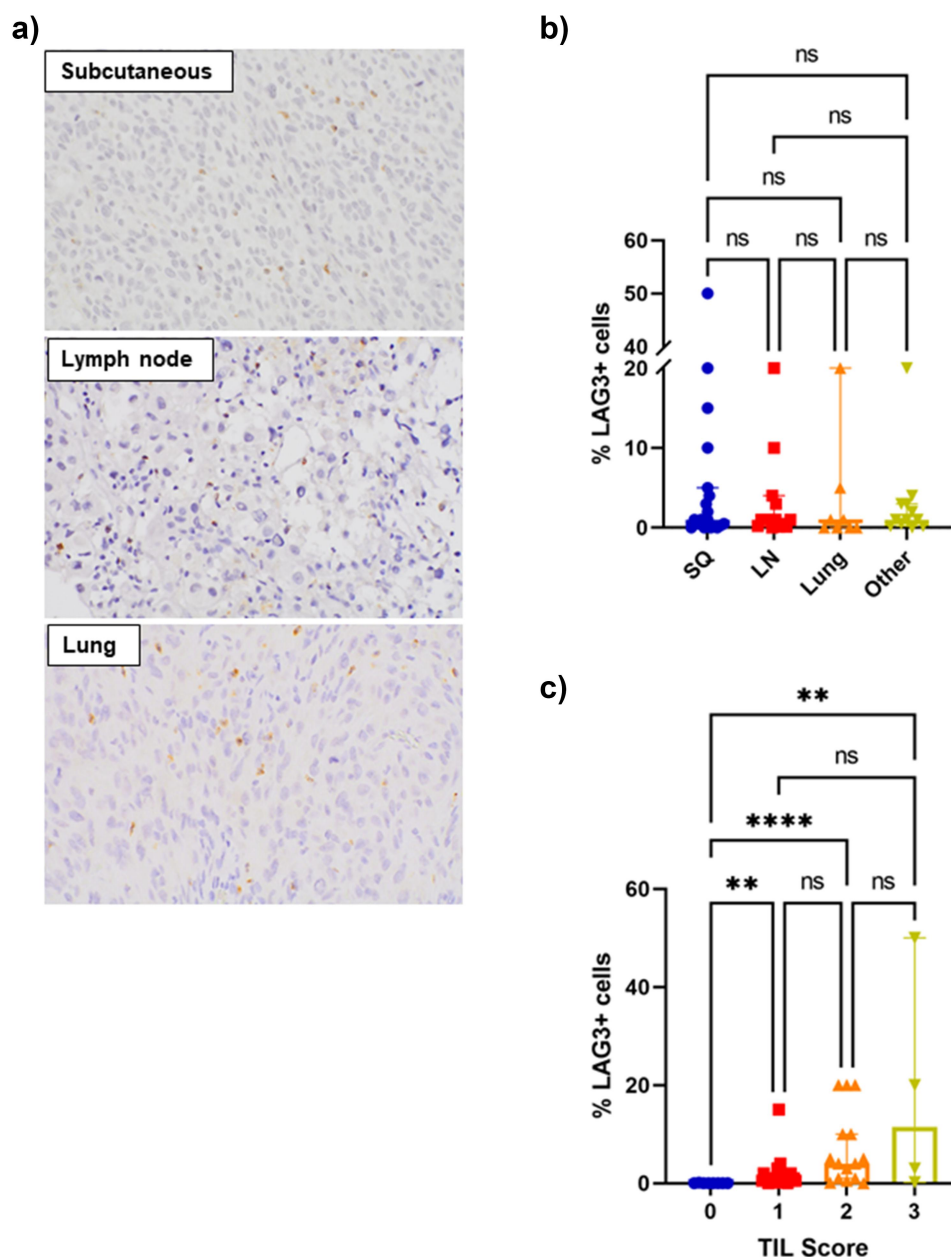 a)
Subcutaneous
Lymph node
Lung
b)
ns
ns
ns
ns ns ns
% LAG3+ cells
60
50
40
20
10
0
SQ LN Lung Other
c)
**
ns
****
** ns ns
% LAG3+ cells
60
40
20
0
0 1 2 3
TIL Score